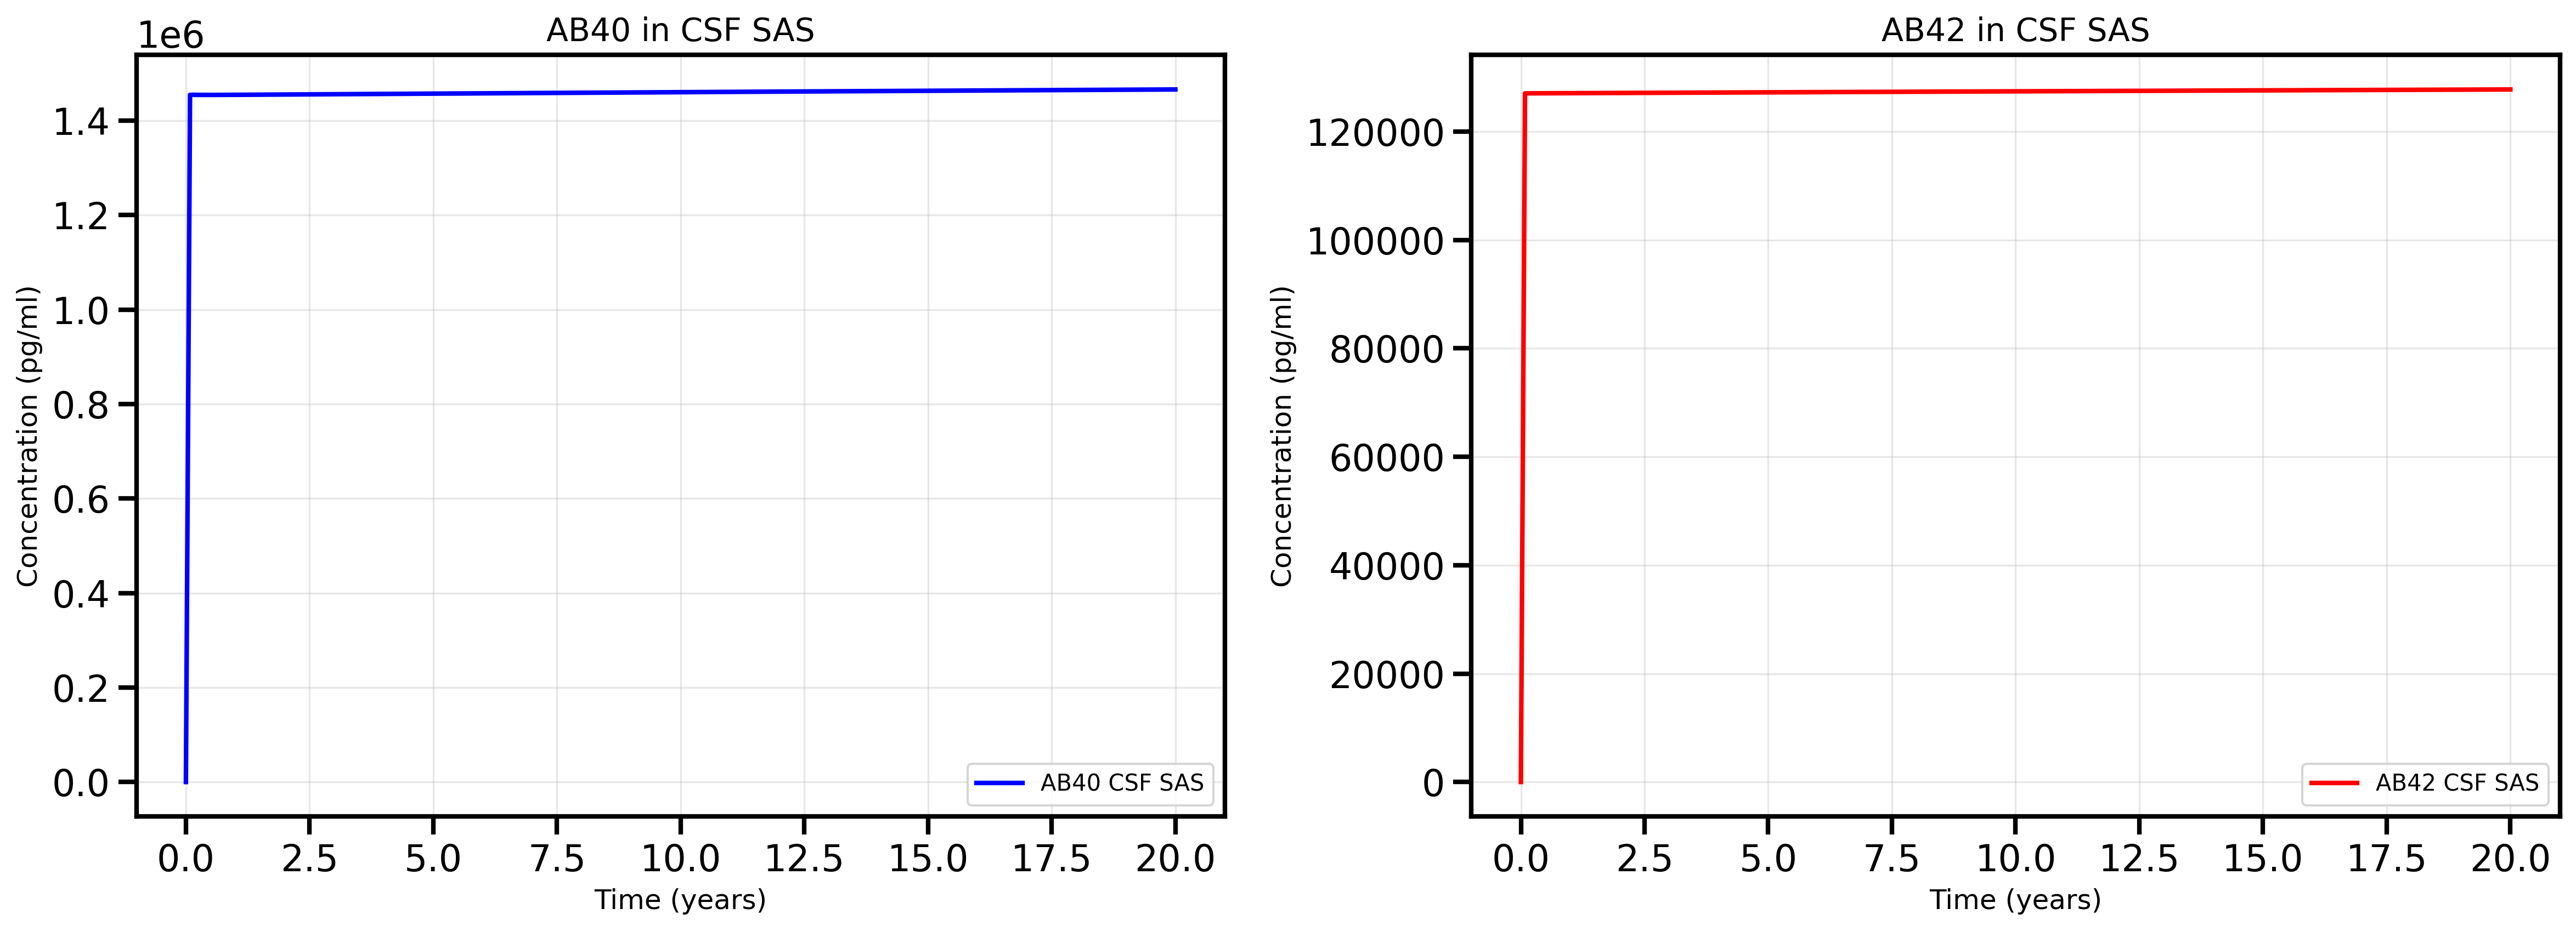 AB40 in CSF SAS
1e6
1.4
1.2
1.0
0.8
0.6
0.4
0.2
0.0
Concentration (pg/ml)
0.0 2.5 5.0 7.5 10.0 12.5 15.0 17.5 20.0
Time (years)
AB40 CSF SAS
AB42 in CSF SAS
120000
100000
80000
60000
40000
20000
0
Concentration (pg/ml)
0.0 2.5 5.0 7.5 10.0 12.5 15.0 17.5 20.0
Time (years)
AB42 CSF SAS